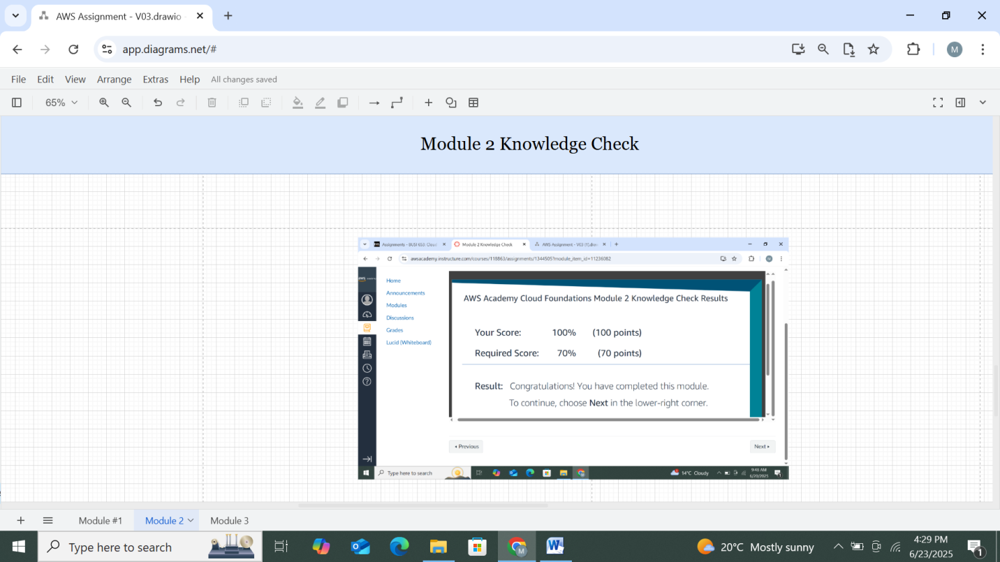 AWS Assignment - V03.drawio
app.diagrams.net/#
M
File Edit View Arrange Extras Help All changes saved
65%
Module 2 Knowledge Check
Assignments - BUSI 653: Cloud
Module 2 Knowledge Check
AWS Assignment - V03 (1).draw
awsacademy.instructure.com/courses/118863/assignments/1344505?module_item_id=11236082
aws
Home
Announcements
Modules
Discussions
Grades
Lucid (Whiteboard)
AWS Academy Cloud Foundations Module 2 Knowledge Check Results
Your Score: 100% (100 points)
Required Score: 70% (70 points)
Result: Congratulations! You have completed this module.
To continue, choose Next in the lower-right corner.
Previous
Next
Type here to search
14°C Cloudy
9:48 AM
6/20/2025
1
Module #1 Module 2 Module 3
Type here to search
M
W
20°C Mostly sunny
4:29 PM
6/23/2025
1